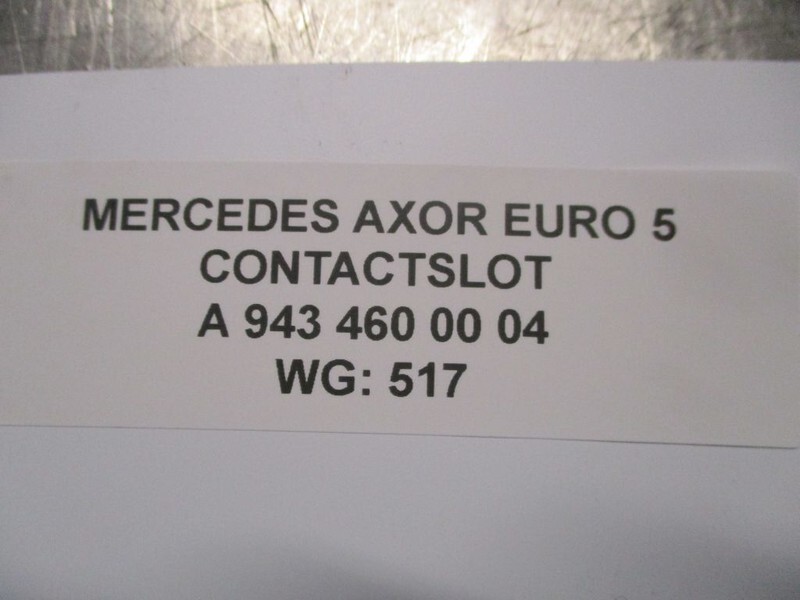 MERCEDES AXOR EURO 5
CONTACTSLOT
A 943 460 00 04
WG: 517